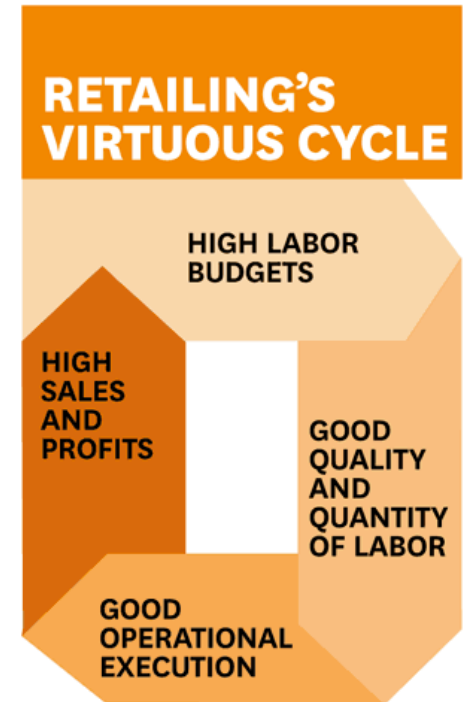 RETAILING’S
VIRTUOUS CYCLE
HIGH LABOR
BUDGETS
HIGH
SALES
AND
PROFITS
GOOD
QUALITY
AND
QUANTITY
OF LABOR
GOOD
OPERATIONAL
EXECUTION